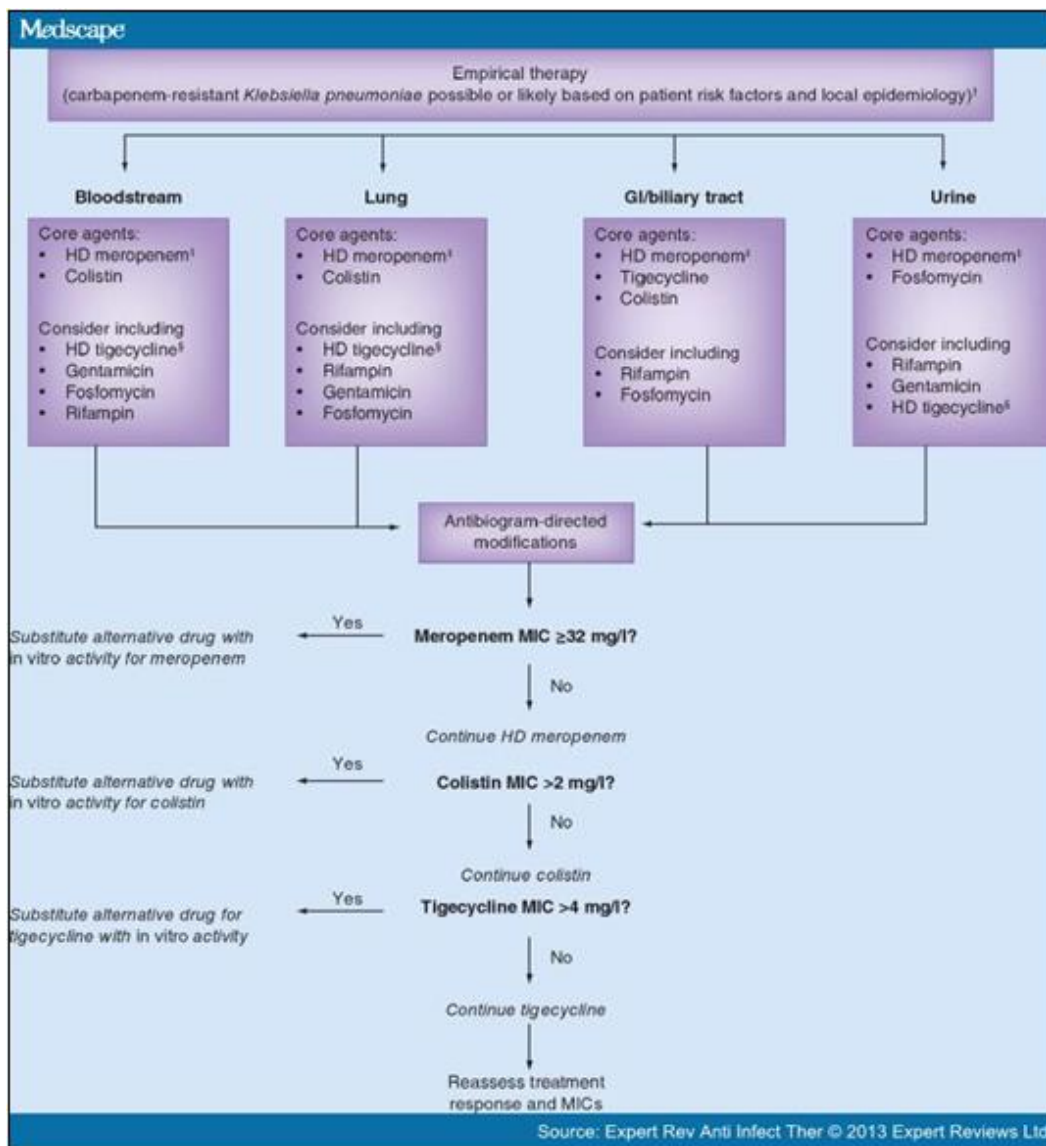 Medscape
Empirical therapy
(carbapenem-resistant Klebsiella pneumoniae possible or likely based on patient risk factors and local epidemiology)†
Bloodstream
Core agents:
• HD meropenem‡
• Colistin
Consider including
• HD tigecycline§
• Gentamicin
• Fosfomycin
• Rifampin
Lung
Core agents:
• HD meropenem‡
• Colistin
Consider including
• HD tigecycline§
• Rifampin
• Gentamicin
• Fosfomycin
GI/biliary tract
Core agents:
• HD meropenem‡
• Tigecycline
• Colistin
Consider including
• Rifampin
• Fosfomycin
Urine
Core agents:
• HD meropenem‡
• Fosfomycin
Consider including
• Rifampin
• Gentamicin
• HD tigecycline§
Antibiogram-directed
modifications
Meropenem MIC ≥32 mg/l?
Yes
Substitute alternative drug with
in vitro activity for meropenem
No
Continue HD meropenem
Colistin MIC >2 mg/l?
Yes
Substitute alternative drug with
in vitro activity for colistin
No
Continue colistin
Tigecycline MIC >4 mg/l?
Yes
Substitute alternative drug for
tigecycline with in vitro activity
No
Continue tigecycline
Reassess treatment
response and MICs
Source: Expert Rev Anti Infect Ther © 2013 Expert Reviews Ltd